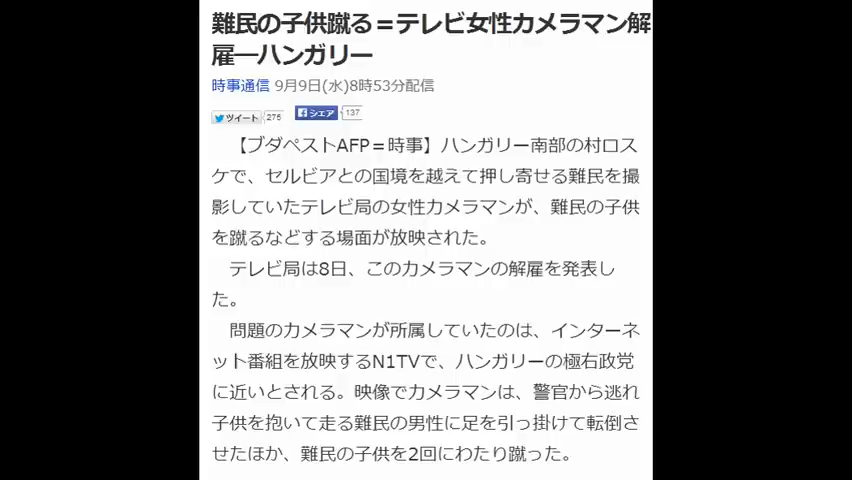 難民の子供蹴る＝テレビ女性カメラマン解
雇―ハンガリー
時事通信 9月9日(水)8時53分配信
ツイート 275 シェア 137
【ブダペストAFP＝時事】ハンガリー南部の村ロス
ケで、セルビアとの国境を越えて押し寄せる難民を撮
影していたテレビ局の女性カメラマンが、難民の子供
を蹴るなどする場面が放映された。
テレビ局は8日、このカメラマンの解雇を発表し
た。
問題のカメラマンが所属していたのは、インターネ
ット番組を放映するN1TVで、ハンガリーの極右政党
に近いとされる。映像でカメラマンは、警官から逃れ
子供を抱いて走る難民の男性に足を引っ掛けて転倒さ
せたほか、難民の子供を2回にわたり蹴った。